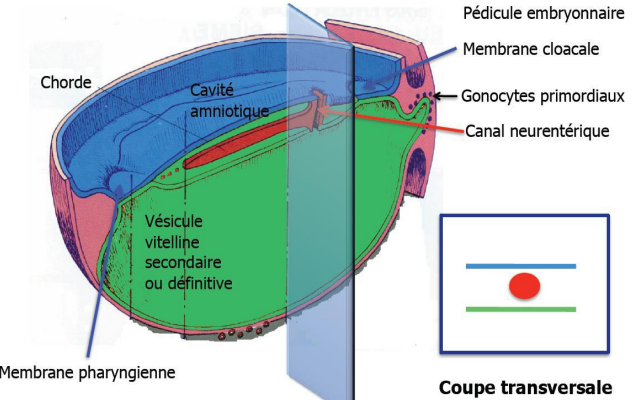 Pédicule embryonnaire
Membrane cloacale
Chorde
Cavité
amniotique
Gonocytes primordiaux
Canal neurentérique
Vésicule
vitelline
secondaire
ou définitive
Membrane pharyngienne
Coupe transversale